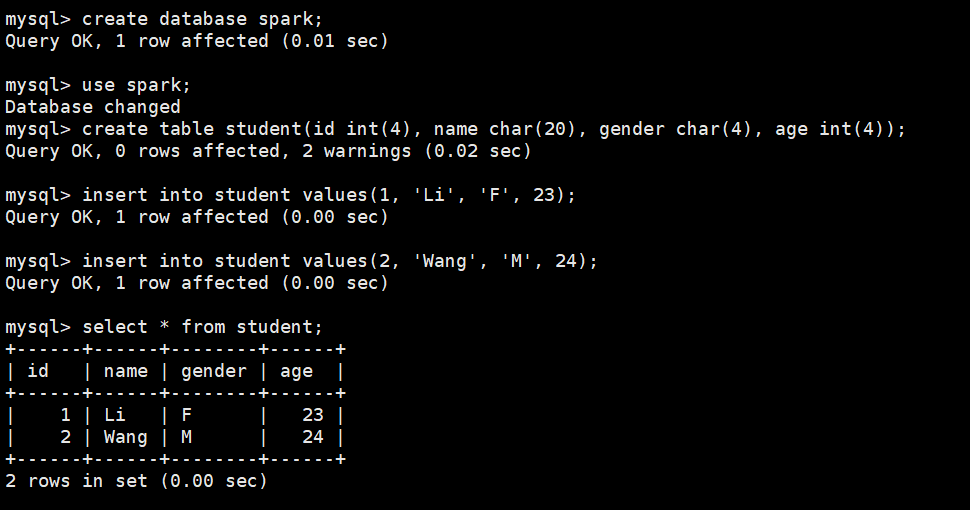 mysql> create database spark;
Query OK, 1 row affected (0.01 sec)
mysql> use spark;
Database changed
mysql> create table student(id int(4), name char(20), gender char(4), age int(4));
Query OK, 0 rows affected, 2 warnings (0.02 sec)
mysql> insert into student values(1, 'Li', 'F', 23);
Query OK, 1 row affected (0.00 sec)
mysql> insert into student values(2, 'Wang', 'M', 24);
Query OK, 1 row affected (0.00 sec)
mysql> select * from student;
+------+------+--------+------+
| id   | name | gender | age  |
+------+------+--------+------+
|    1 | Li   | F      |   23 |
|    2 | Wang | M      |   24 |
+------+------+--------+------+
2 rows in set (0.00 sec)